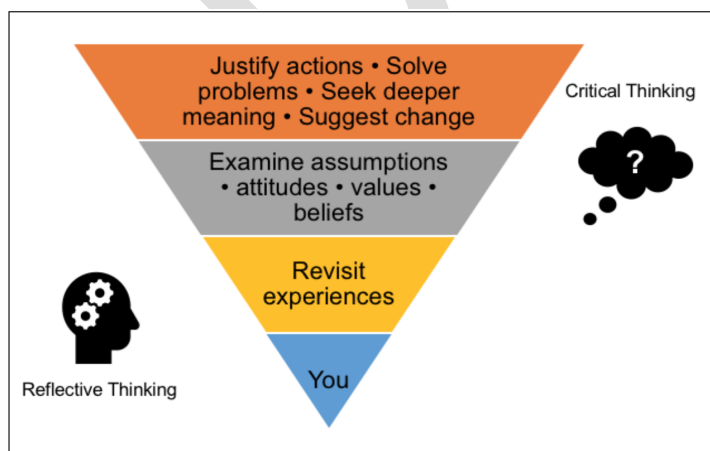 Justify actions • Solve
problems • Seek deeper
meaning • Suggest change
Critical Thinking
?
Examine assumptions
• attitudes • values •
beliefs
Revisit
experiences
You
Reflective Thinking